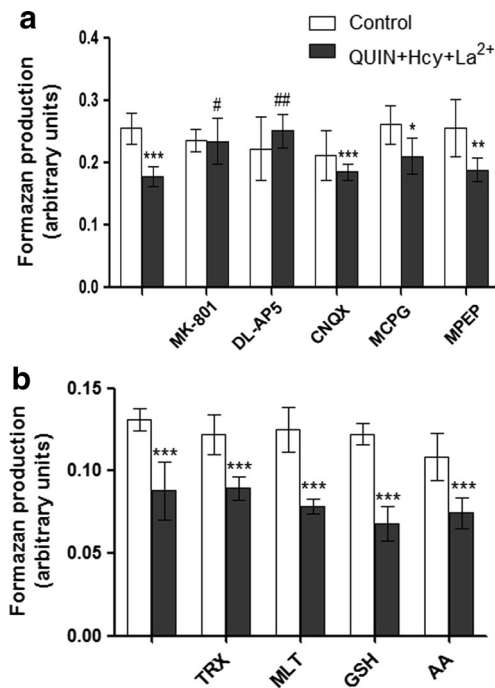 a
Control
QUIN+Hcy+La²⁺
Formazan production
(arbitrary units)
0.4
0.3
0.2
0.1
0.0
***
#
##
***
*
**
MK-801
DL-AP5
CNQX
MCPG
MPEP
b
Formazan production
(arbitrary units)
0.15
0.10
0.05
0.00
***
***
***
***
***
TRX
MLT
GSH
AA